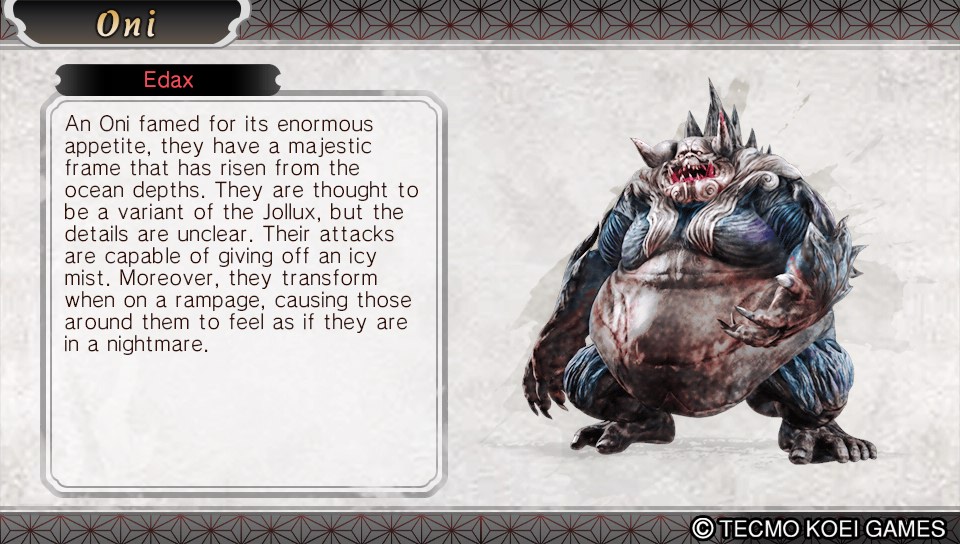 Oni
Edax
An Oni famed for its enormous
appetite, they have a majestic
frame that has risen from the
ocean depths. They are thought to
be a variant of the Jollux, but the
details are unclear. Their attacks
are capable of giving off an icy
mist. Moreover, they transform
when on a rampage, causing those
around them to feel as if they are
in a nightmare.
© TECMO KOEI GAMES